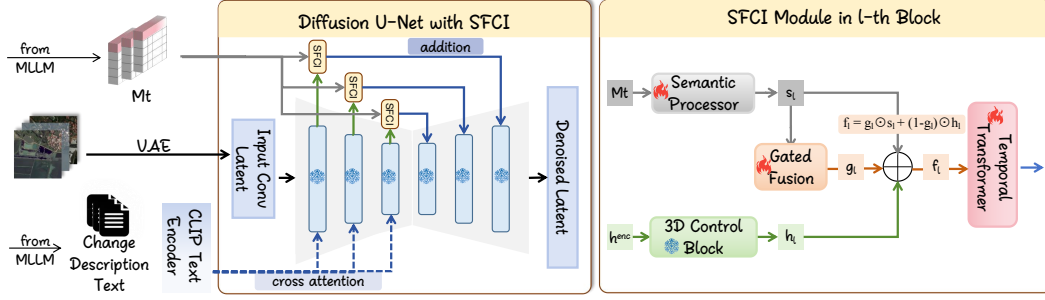 from
MLLM
Mt
VAE
from
MLLM
Change
Description
Text
CLIP Text
Encoder
Diffusion U-Net with SFCI
addition
SFCI
SFCI
SFCI
Input Conv
Latent
Denoised Latent
cross attention
SFCI Module in l-th Block
Mt
Semantic
Processor
sₗ
fₗ = gₗ⊙sₗ + (1-gₗ)⊙hₗ
Gated
Fusion
gₗ
fₗ
Temporal
Transformer
hᵉⁿᶜ
3D Control
Block
hₗ